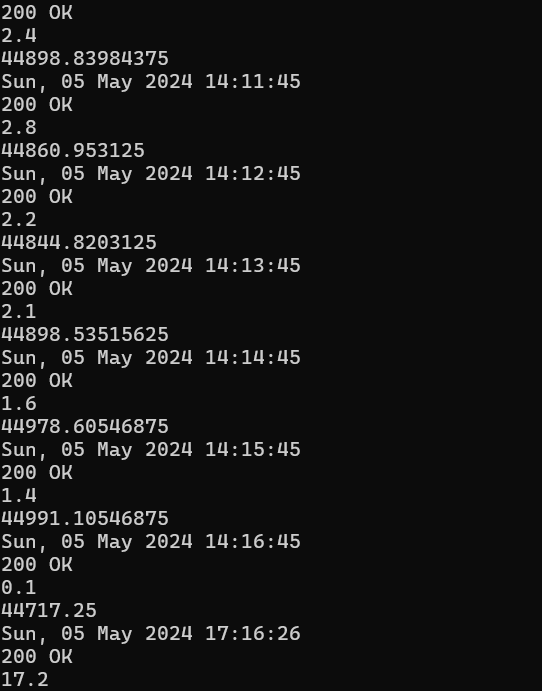 200 OK
2.4
44898.83984375
Sun, 05 May 2024 14:11:45
200 OK
2.8
44860.953125
Sun, 05 May 2024 14:12:45
200 OK
2.2
44844.8203125
Sun, 05 May 2024 14:13:45
200 OK
2.1
44898.53515625
Sun, 05 May 2024 14:14:45
200 OK
1.6
44978.60546875
Sun, 05 May 2024 14:15:45
200 OK
1.4
44991.10546875
Sun, 05 May 2024 14:16:45
200 OK
0.1
44717.25
Sun, 05 May 2024 17:16:26
200 OK
17.2